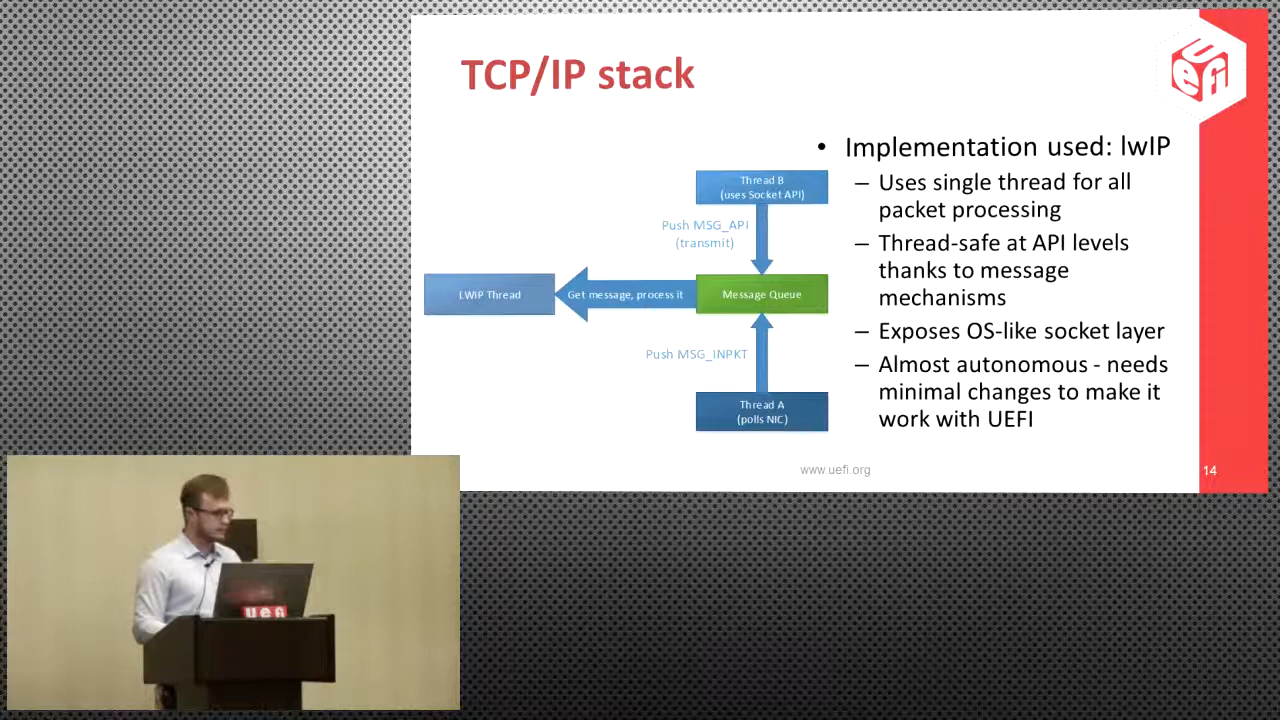 TCP/IP stack
UEFI
• Implementation used: lwIP
– Uses single thread for all
packet processing
– Thread-safe at API levels
thanks to message
mechanisms
– Exposes OS-like socket layer
– Almost autonomous - needs
minimal changes to make it
work with UEFI
Thread B
(uses Socket API)
Push MSG_API
(transmit)
LWIP Thread
Get message, process it
Message Queue
Push MSG_INPKT
Thread A
(polls NIC)
www.uefi.org
14
uefi